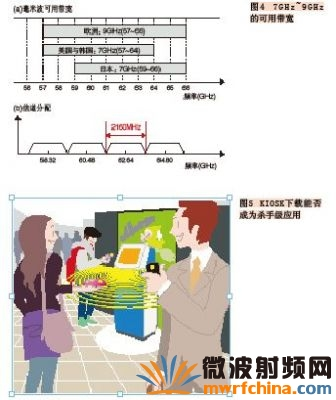 (a)毫米波可用带宽
图4 7GHz~9GHz
的可用带宽
欧洲：9GHz(57~66)
美国与韩国：7GHz(57~64)
日本：7GHz(59~66)
56 57 58 59 60 61 62 63 64 65 66
频率(GHz)
(b)信道分配
2160MHz
58.32 60.48 62.64 64.80
频率(GHz)
图5 KIOSK下载能否
成为杀手级应用
微波射频网
mwrfchina.com